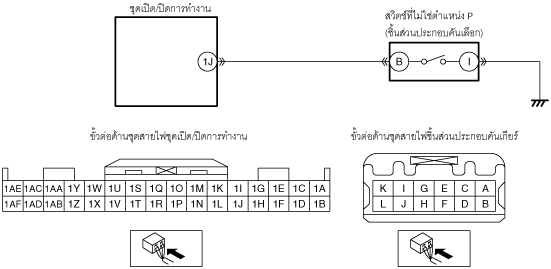 ชุดเปิด/ปิดการทำงาน
สวิตช์ที่ไม่ใช่ตำแหน่ง P
(ชิ้นส่วนประกอบคันเลือก)
1J
B
I
ขั้วต่อด้านชุดสายไฟชุดเปิด/ปิดการทำงาน
ขั้วต่อด้านชุดสายไฟชิ้นส่วนประกอบคันเกียร์
1AE 1AC 1AA 1Y 1W 1U 1S 1Q 1O 1M 1K 1I 1G 1E 1C 1A
1AF 1AD 1AB 1Z 1X 1V 1T 1R 1P 1N 1L 1J 1H 1F 1D 1B
K I G E C A
L J H F D B